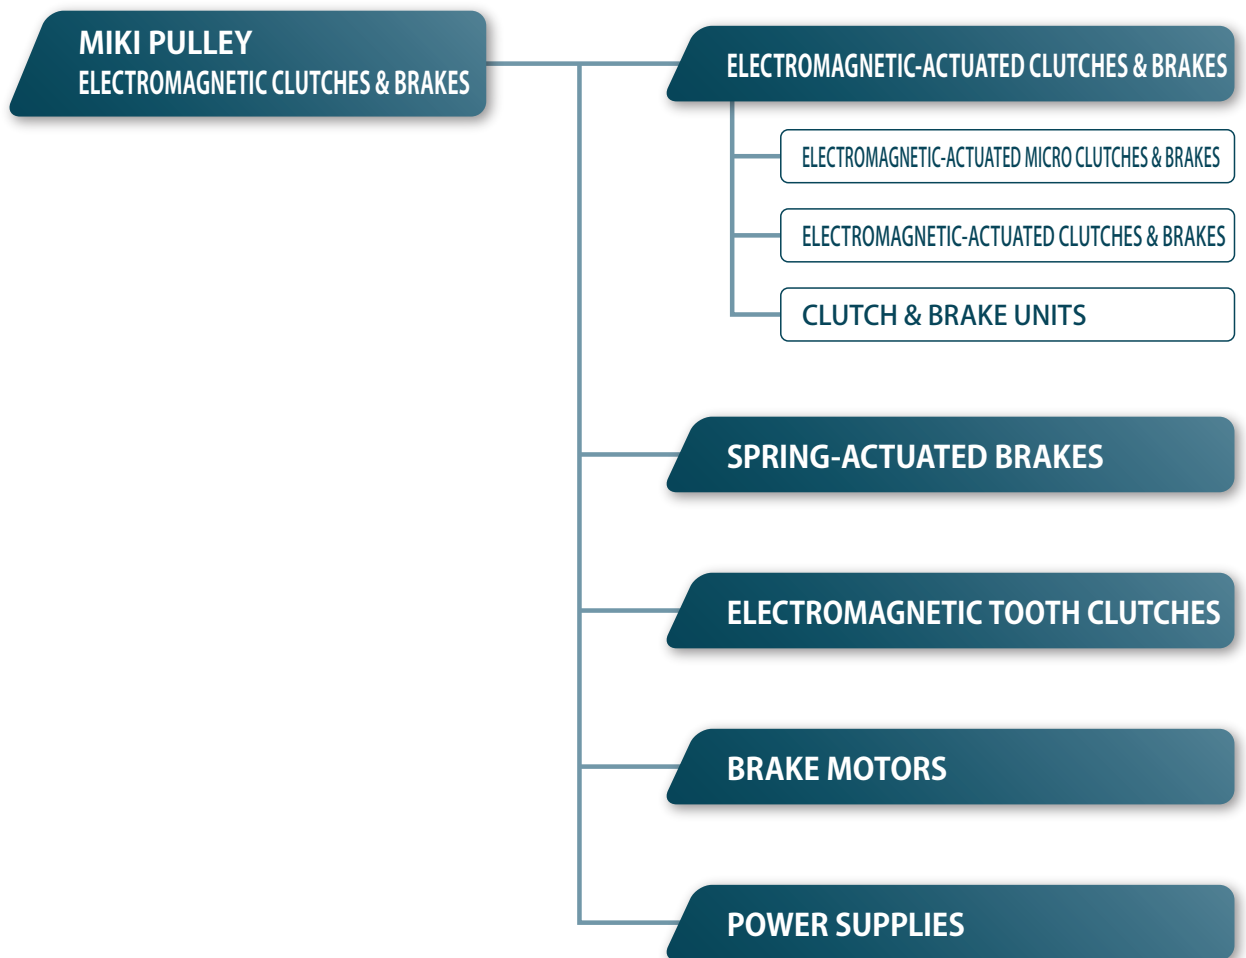 MIKI PULLEY
ELECTROMAGNETIC CLUTCHES & BRAKES
ELECTROMAGNETIC-ACTUATED CLUTCHES & BRAKES
ELECTROMAGNETIC-ACTUATED MICRO CLUTCHES & BRAKES
ELECTROMAGNETIC-ACTUATED CLUTCHES & BRAKES
CLUTCH & BRAKE UNITS
SPRING-ACTUATED BRAKES
ELECTROMAGNETIC TOOTH CLUTCHES
BRAKE MOTORS
POWER SUPPLIES